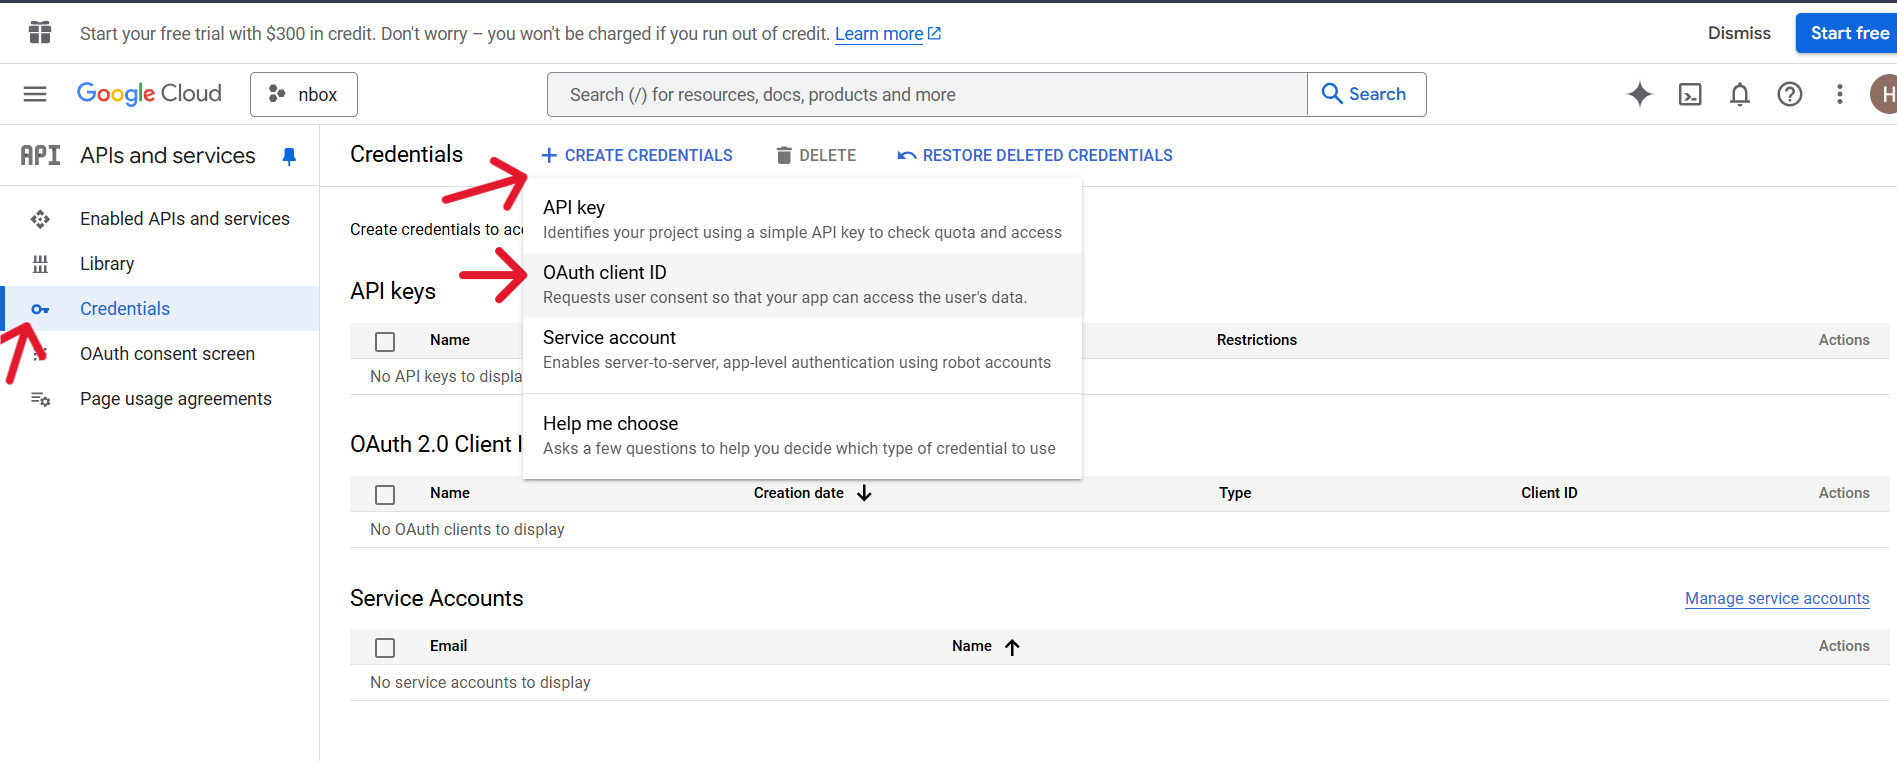 Start your free trial with $300 in credit. Don't worry – you won't be charged if you run out of credit. Learn more
Dismiss
Start free
Google Cloud
nbox
Search (/) for resources, docs, products and more
Search
H
API APIs and services
Credentials
CREATE CREDENTIALS
DELETE
RESTORE DELETED CREDENTIALS
Enabled APIs and services
Library
Credentials
OAuth consent screen
Page usage agreements
Create credentials to
API key
Identifies your project using a simple API key to check quota and access
OAuth client ID
Requests user consent so that your app can access the user's data.
Service account
Enables server-to-server, app-level authentication using robot accounts
Help me choose
Asks a few questions to help you decide which type of credential to use
API keys
Name Restrictions Actions
No API keys to displa
OAuth 2.0 Client
Name Creation date Type Client ID Actions
No OAuth clients to display
Service Accounts
Manage service accounts
Email Name Actions
No service accounts to display